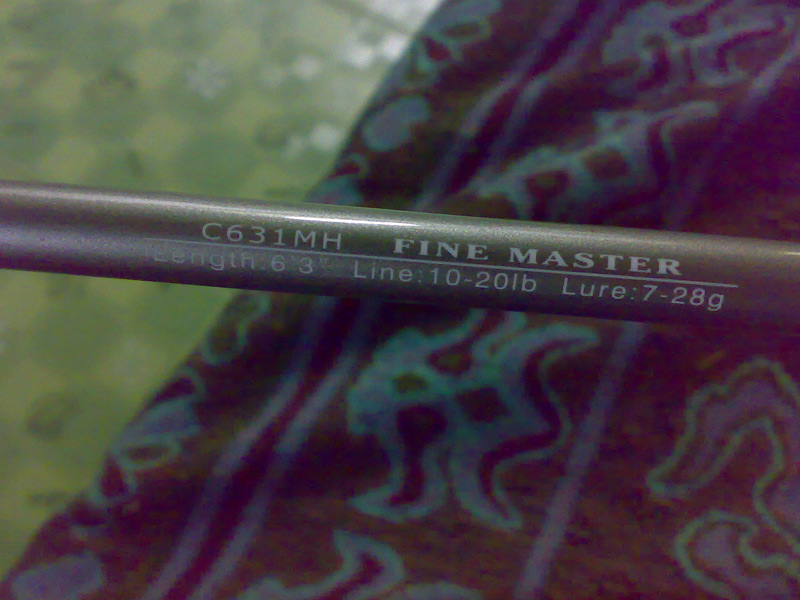 C631MH FINE MASTER
Length:6'3" Line:10-20lb Lure:7-28g